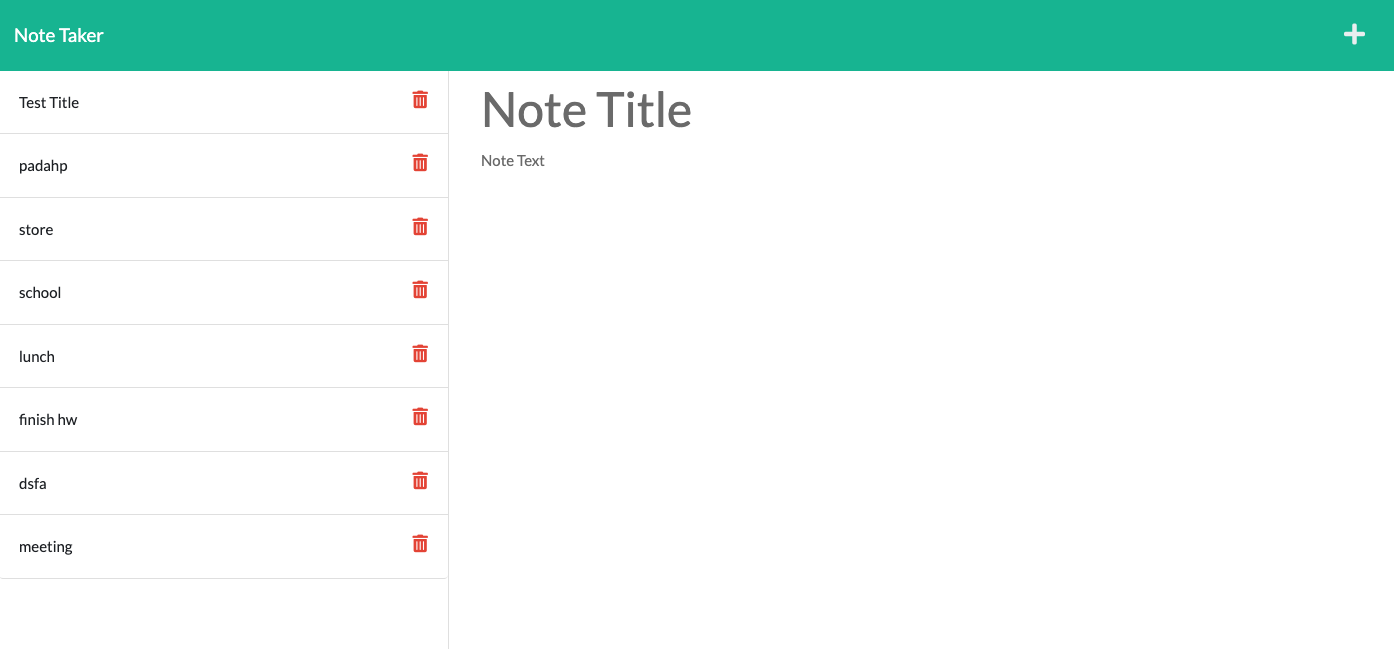 Note Taker
Test Title
padahp
store
school
lunch
finish hw
dsfa
meeting
Note Title
Note Text